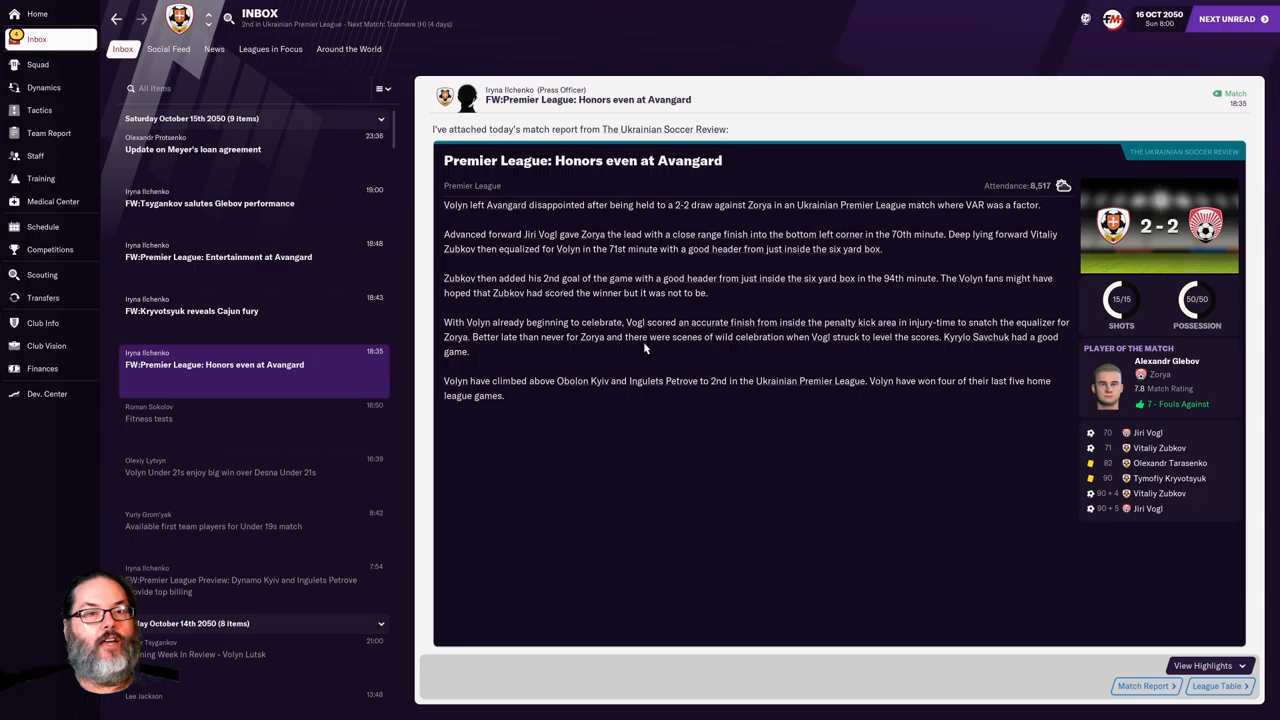 Home
Inbox
4
Squad
Dynamics
Tactics
Team Report
Staff
Training
Medical Center
Schedule
Competitions
Scouting
Transfers
Club Info
Club Vision
Finances
Dev. Center
INBOX
2nd in Ukrainian Premier League - Next Match: Tranmere (H) (4 days)
FM
16 OCT 2050
Sun 8:00
NEXT UNREAD
Inbox
Social Feed
News
Leagues in Focus
Around the World
All Items
Saturday October 15th 2050 (9 items)
Olexandr Protsenko 23:36
Update on Meyer's loan agreement
Iryna Ilchenko 19:00
FW:Tsygankov salutes Glebov performance
Iryna Ilchenko 18:48
FW:Premier League: Entertainment at Avangard
Iryna Ilchenko 18:43
FW:Kryvotsyuk reveals Cajun fury
Iryna Ilchenko 18:35
FW:Premier League: Honors even at Avangard
Roman Sokolov 16:50
Fitness tests
Olexiy Lytvyn 16:39
Volyn Under 21s enjoy big win over Desna Under 21s
Yuriy Grom'yak 8:42
Available first team players for Under 19s match
Iryna Ilchenko 7:54
FW:Premier League Preview: Dynamo Kyiv and Ingulets Petrove
provide top billing
ay October 14th 2050 (8 items)
r Tsygankov 21:00
ning Week In Review - Volyn Lutsk
Lee Jackson 13:48
Iryna Ilchenko (Press Officer)
FW:Premier League: Honors even at Avangard
Match
18:35
I've attached today's match report from The Ukrainian Soccer Review:
THE UKRAINIAN SOCCER REVIEW
Premier League: Honors even at Avangard
Premier League
Attendance: 8,517
Volyn left Avangard disappointed after being held to a 2-2 draw against Zorya in an Ukrainian Premier League match where VAR was a factor.
Advanced forward Jiri Vogl gave Zorya the lead with a close range finish into the bottom left corner in the 70th minute. Deep lying forward Vitaliy
Zubkov then equalized for Volyn in the 71st minute with a good header from just inside the six yard box.
Zubkov then added his 2nd goal of the game with a good header from just inside the six yard box in the 94th minute. The Volyn fans might have
hoped that Zubkov had scored the winner but it was not to be.
With Volyn already beginning to celebrate, Vogl scored an accurate finish from inside the penalty kick area in injury-time to snatch the equalizer for
Zorya. Better late than never for Zorya and there were scenes of wild celebration when Vogl struck to level the scores. Kyrylo Savchuk had a good
game.
Volyn have climbed above Obolon Kyiv and Ingulets Petrove to 2nd in the Ukrainian Premier League. Volyn have won four of their last five home
league games.
2 - 2
15/15
SHOTS
50/50
POSSESSION
PLAYER OF THE MATCH
Alexandr Glebov
Zorya
7.8 Match Rating
7 - Fouls Against
70 Jiri Vogl
71 Vitaliy Zubkov
82 Olexandr Tarasenko
90 Tymofiy Kryvotsyuk
90 + 4 Vitaliy Zubkov
90 + 5 Jiri Vogl
View Highlights
Match Report
League Table